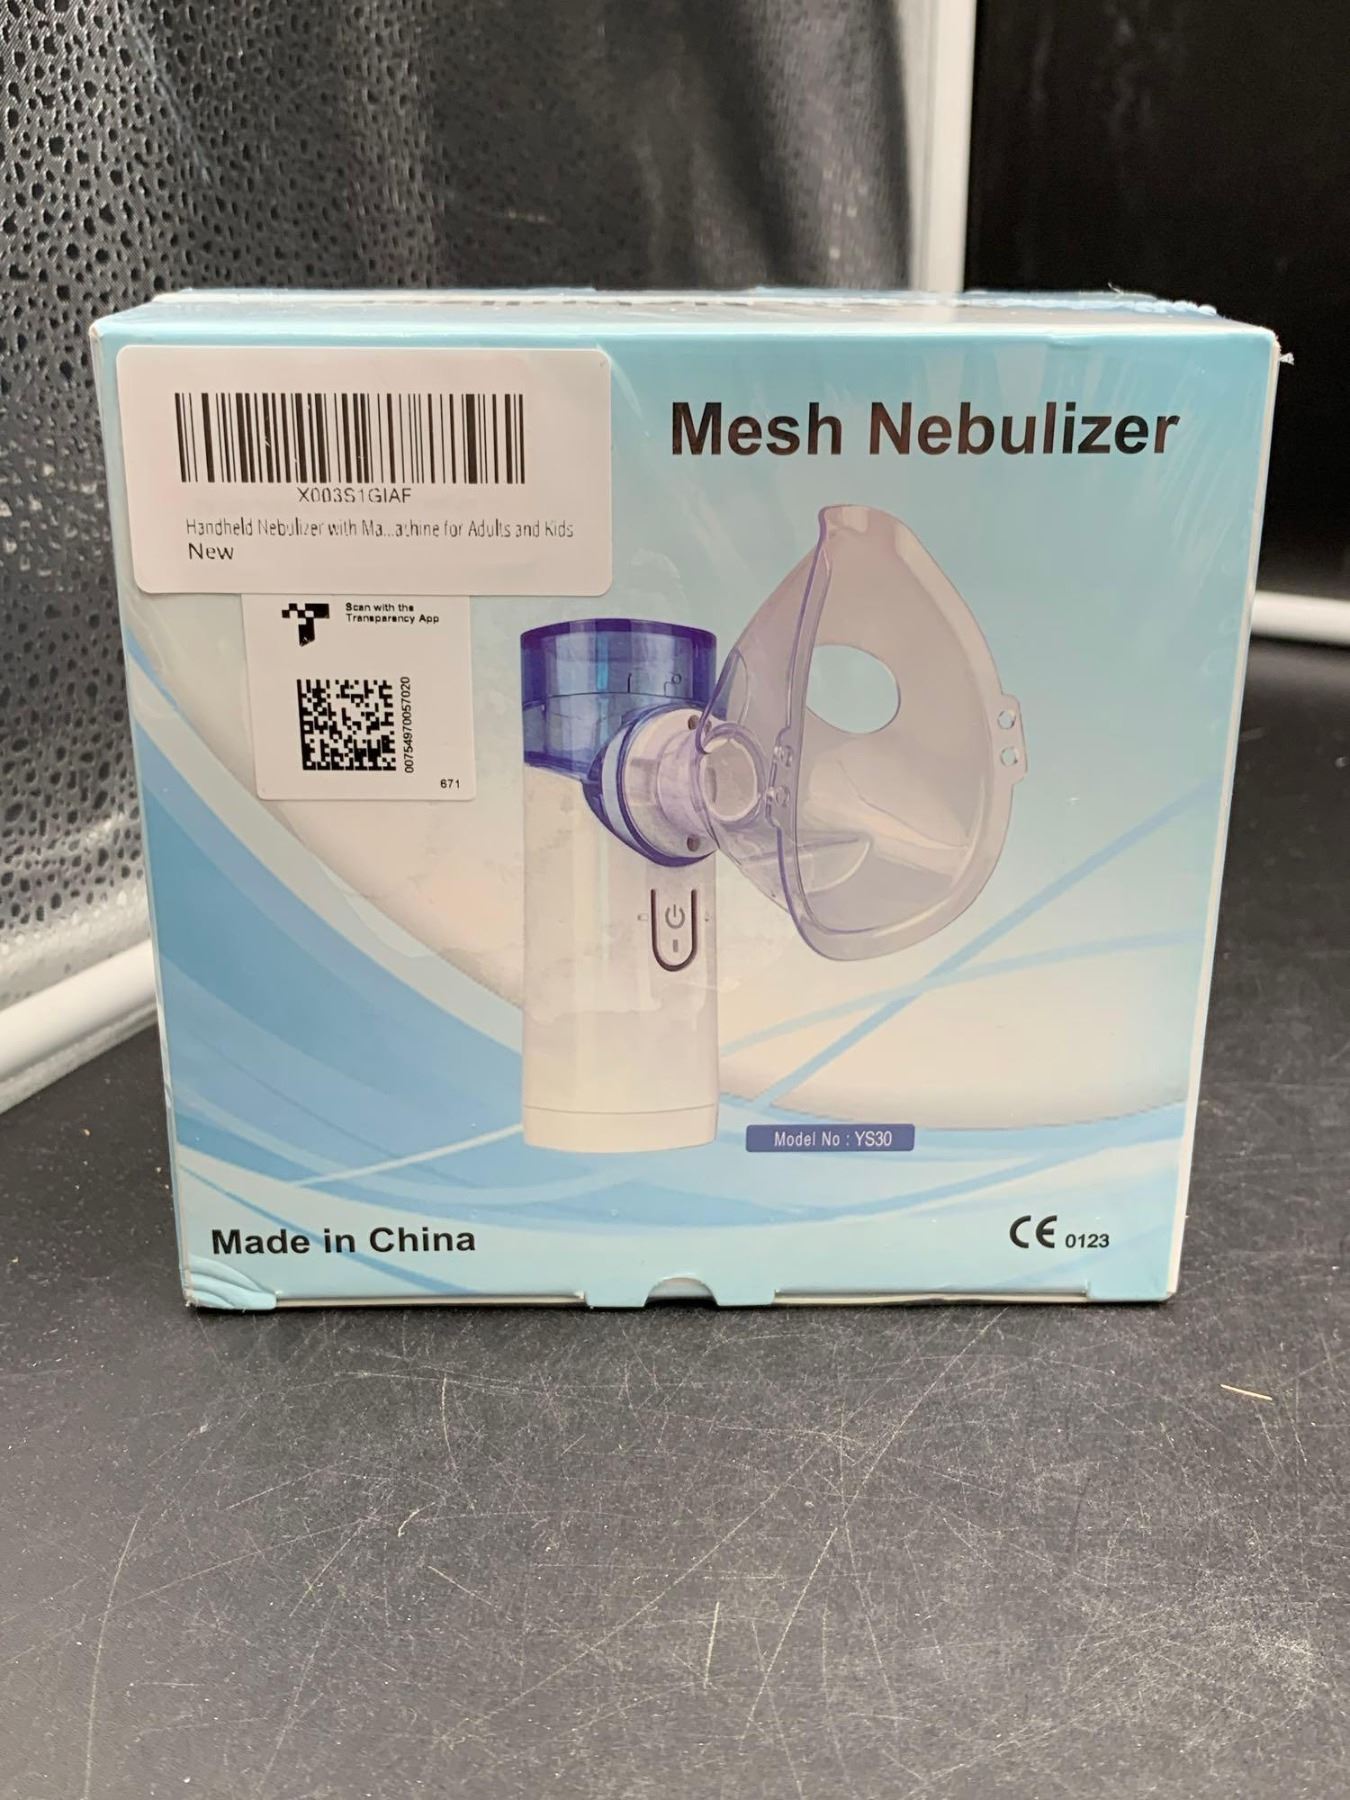 Mesh Nebulizer
X003S1GIAF
Handheld Nebulizer with Ma...achine for Adults and Kids
New
Scan with the
Transparency App
00754970057020
671
Model No : YS30
Made in China
CE 0123